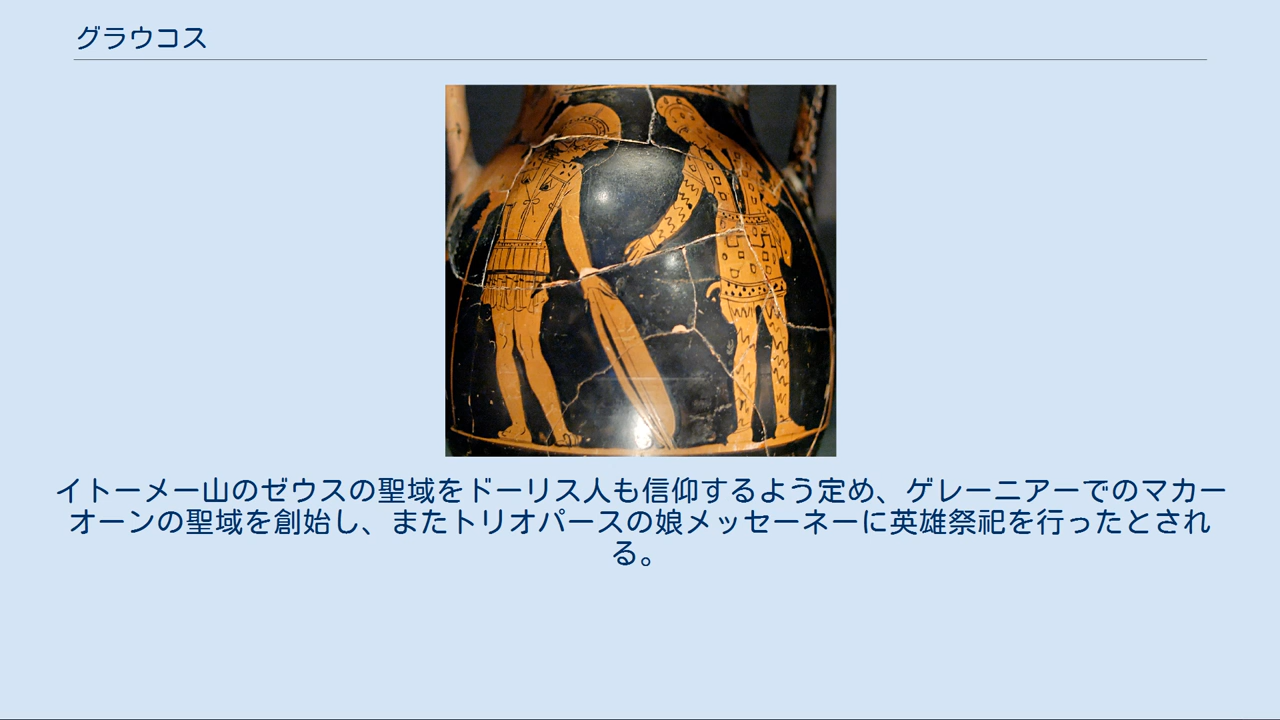 グラウコス
イトーメー山のゼウスの聖域をドーリス人も信仰するよう定め、ゲレーニアーでのマカー
オーンの聖域を創始し、またトリオパースの娘メッセーネーに英雄祭祀を行ったとされ
る。